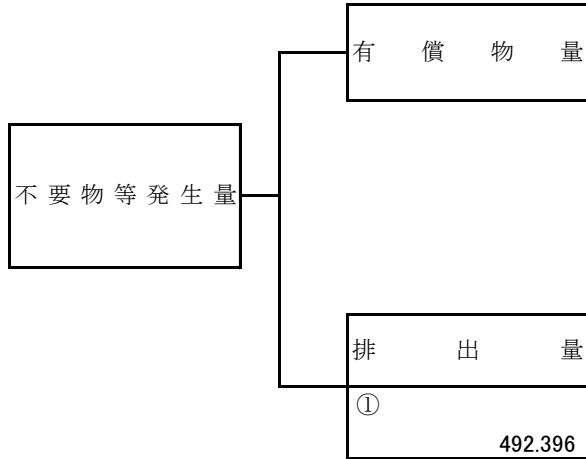 有償物量
不要物等発生量
排出量
①
492.396